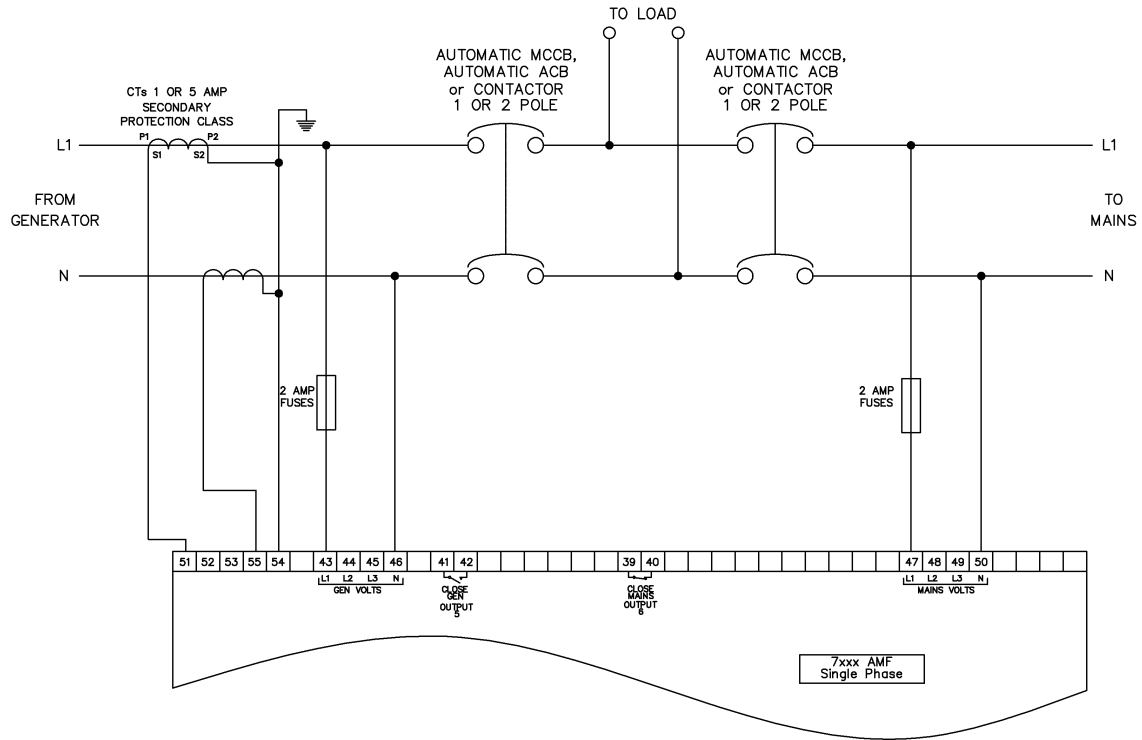 TO LOAD
AUTOMATIC MCCB,
AUTOMATIC ACB
or CONTACTOR
1 OR 2 POLE
AUTOMATIC MCCB,
AUTOMATIC ACB
or CONTACTOR
1 OR 2 POLE
CTs 1 OR 5 AMP
SECONDARY
PROTECTION CLASS
P1 P2
L1
S1 S2
L1
FROM
GENERATOR
TO
MAINS
N
N
2 AMP
FUSES
2 AMP
FUSES
51 52 53 55 54 43 44 45 46 41 42 39 40 47 48 49 50
L1 L2 L3 N
GEN VOLTS
CLOSE
GEN
OUTPUT
5
CLOSE
MAINS
OUTPUT
6
L1 L2 L3 N
MAINS VOLTS
7xxx AMF
Single Phase